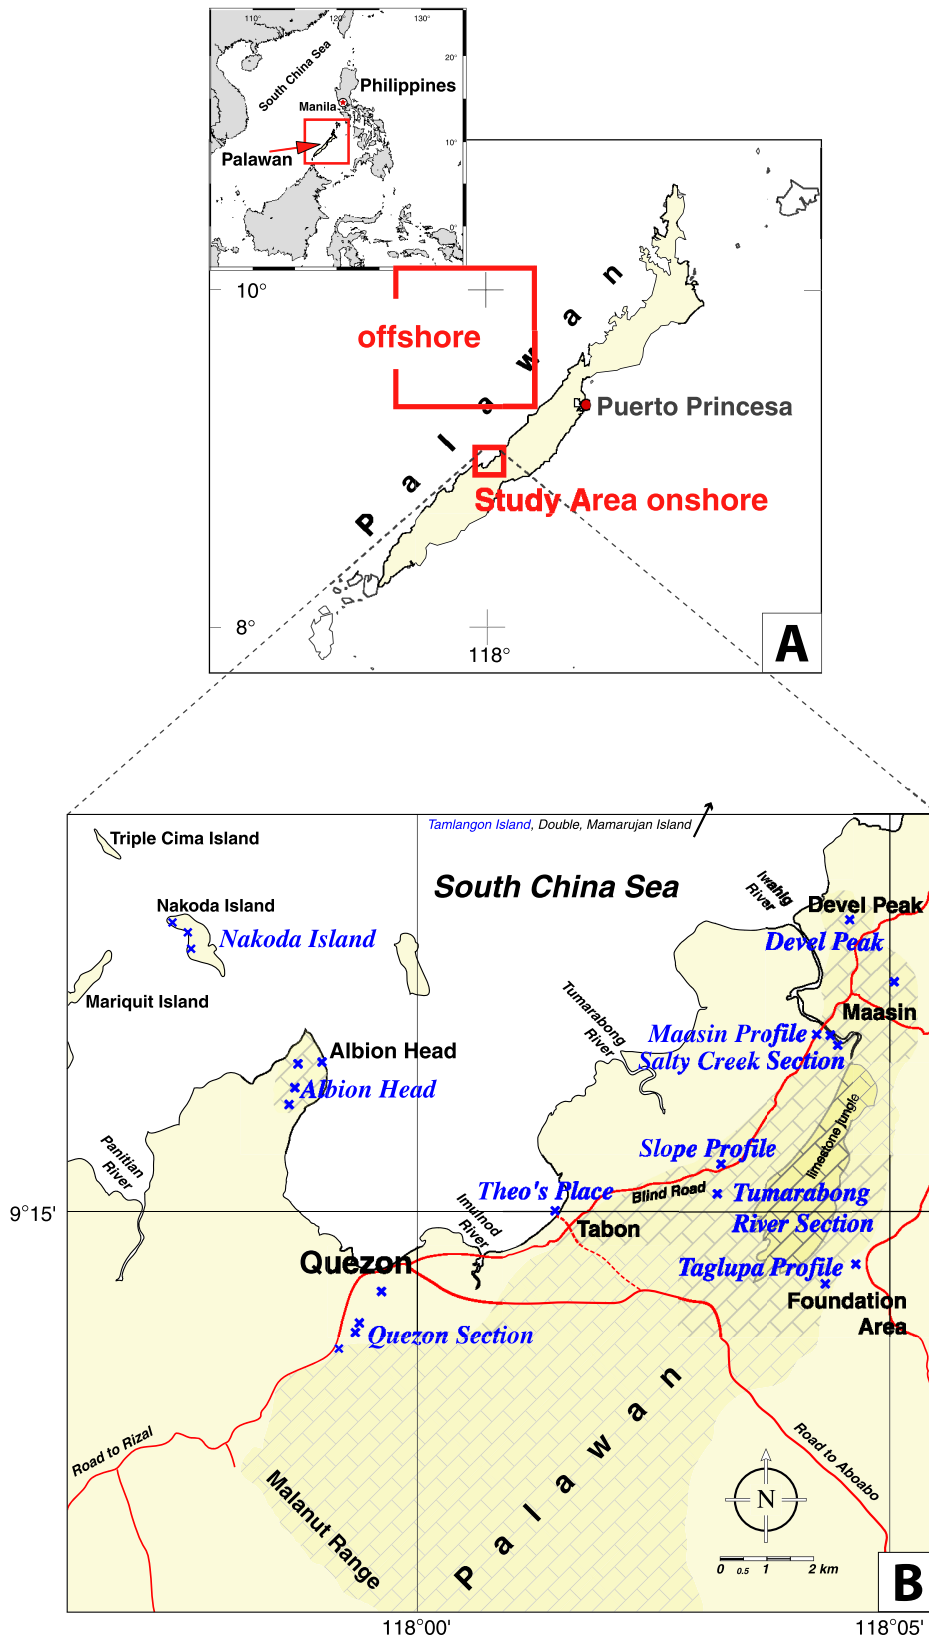 110°
120°
130°
20°
South China Sea
Philippines
Manila
10°
Palawan
0°
10°
offshore
Palawan
Puerto Princesa
Study Area onshore
8°
118°
A
Tamlangon Island, Double, Mamarujan Island
Triple Cima Island
South China Sea
Iwahig
River
Nakoda Island
Devel Peak
Nakoda Island
Devel Peak
Mariquit Island
Maasin
Tumarabong
River
Maasin Profile
Albion Head
Salty Creek Section
Albion Head
limestone jungle
Panitian
River
Slope Profile
Theo's Place
Blind Road
Tumarabong
River Section
9°15'
Imulnod
River
Tabon
Quezon
Taglupa Profile
Foundation
Area
Quezon Section
Palawan
Road to Rizal
Road to Aboabo
Malanut Range
N
0 0.5 1 2 km
B
118°00'
118°05'